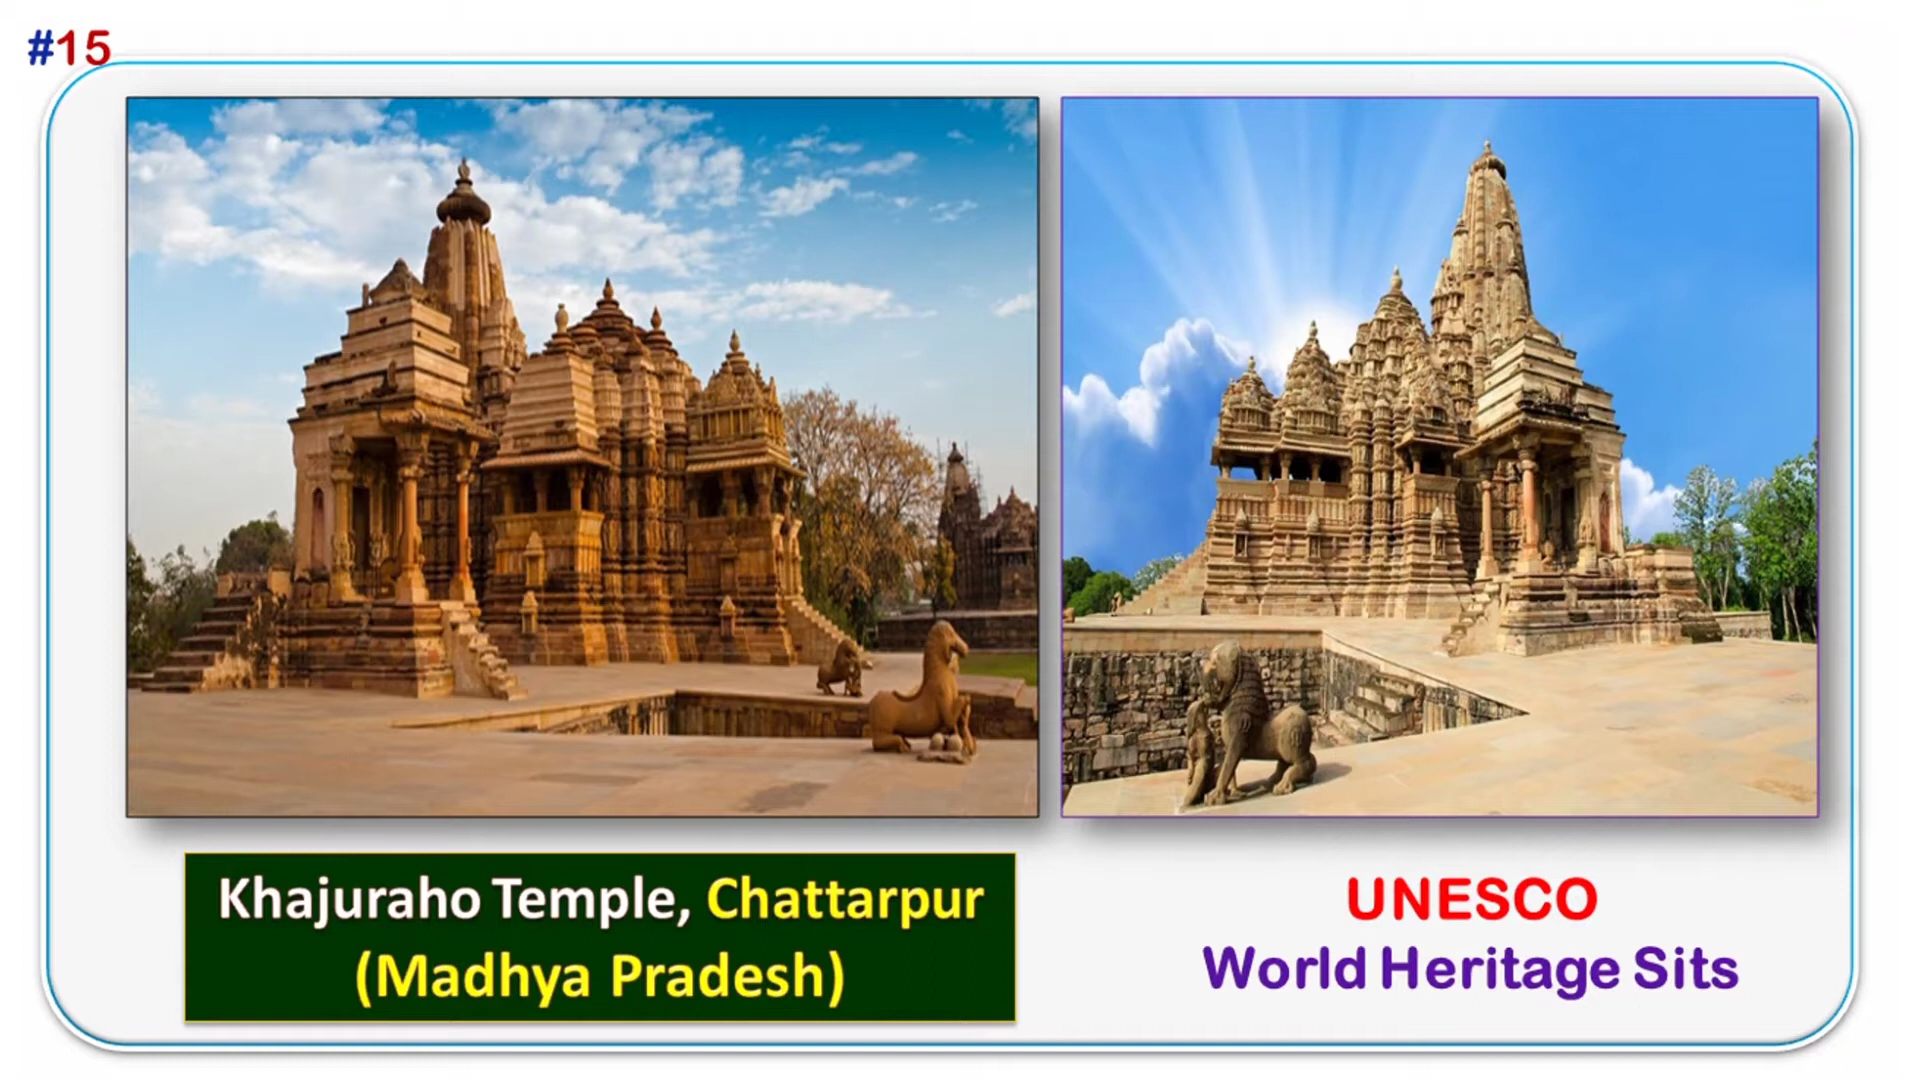 #15
Khajuraho Temple, Chattarpur
(Madhya Pradesh)
UNESCO
World Heritage Sits